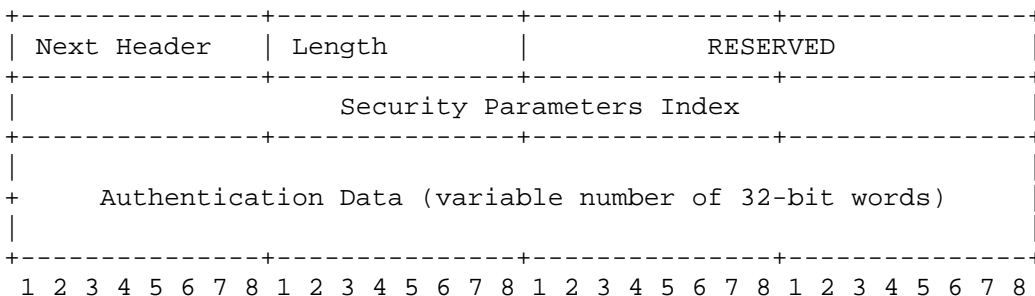 +---------------+---------------+---------------+---------------+
| Next Header   | Length        |           RESERVED            |
+---------------+---------------+---------------+---------------+
|                    Security Parameters Index                  |
+---------------+---------------+---------------+---------------+
|                                                               |
+     Authentication Data (variable number of 32-bit words)     |
|                                                               |
+---------------+---------------+---------------+---------------+
 1 2 3 4 5 6 7 8 1 2 3 4 5 6 7 8 1 2 3 4 5 6 7 8 1 2 3 4 5 6 7 8